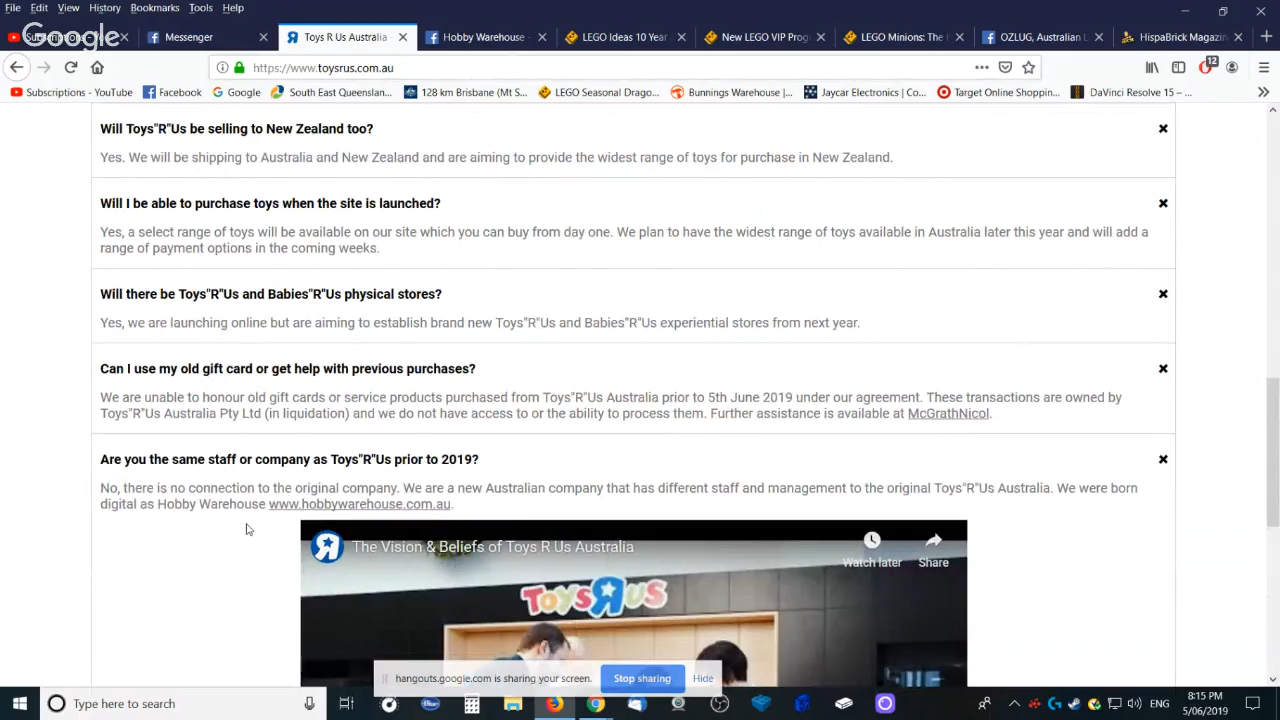 File Edit View History Bookmarks Tools Help
Google
Messenger
Toys R Us Australia
Hobby Warehouse
LEGO Ideas 10 Year
New LEGO VIP Prog
LEGO Minions: The
OZLUG, Australian L
HispaBrick Magazin
https://www.toysrus.com.au
12
Subscriptions - YouTube Facebook Google South East Queenslan... 128 km Brisbane (Mt S... LEGO Seasonal Drago... Bunnings Warehouse |... Jaycar Electronics | Co... Target Online Shoppin... DaVinci Resolve 15 – ...
Will Toys"R"Us be selling to New Zealand too?
Yes. We will be shipping to Australia and New Zealand and are aiming to provide the widest range of toys for purchase in New Zealand.
Will I be able to purchase toys when the site is launched?
Yes, a select range of toys will be available on our site which you can buy from day one. We plan to have the widest range of toys available in Australia later this year and will add a
range of payment options in the coming weeks.
Will there be Toys"R"Us and Babies"R"Us physical stores?
Yes, we are launching online but are aiming to establish brand new Toys"R"Us and Babies"R"Us experiential stores from next year.
Can I use my old gift card or get help with previous purchases?
We are unable to honour old gift cards or service products purchased from Toys"R"Us Australia prior to 5th June 2019 under our agreement. These transactions are owned by
Toys"R"Us Australia Pty Ltd (in liquidation) and we do not have access to or the ability to process them. Further assistance is available at McGrathNicol.
Are you the same staff or company as Toys"R"Us prior to 2019?
No, there is no connection to the original company. We are a new Australian company that has different staff and management to the original Toys"R"Us Australia. We were born
digital as Hobby Warehouse www.hobbywarehouse.com.au.
The Vision & Beliefs of Toys R Us Australia
Watch later
Share
ToysRus
hangouts.google.com is sharing your screen. Stop sharing Hide
Type here to search
ENG
8:15 PM
5/06/2019